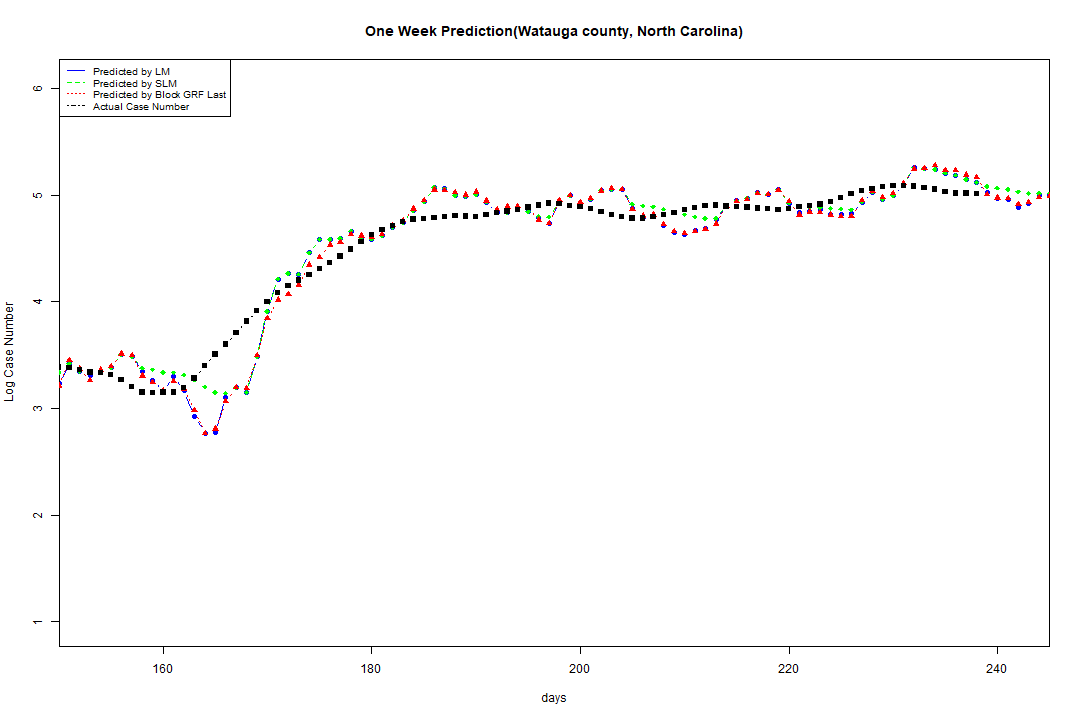 One Week Prediction(Watauga county, North Carolina)
Predicted by LM
Predicted by SLM
Predicted by Block GRF Last
Actual Case Number
6
5
4
3
2
1
Log Case Number
160 180 200 220 240
days